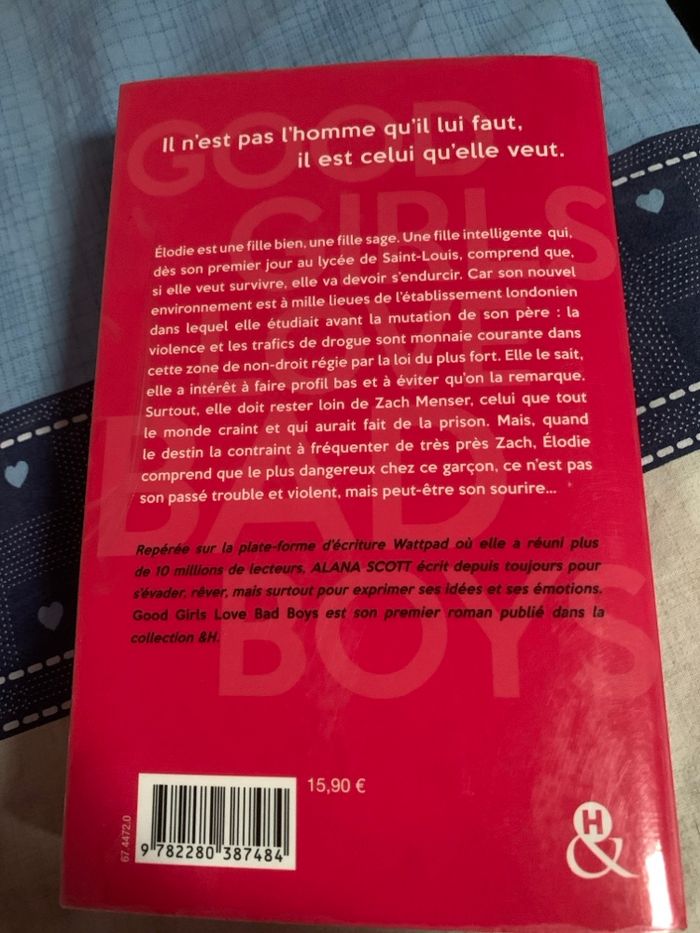 GOOD
GIRLS
LOVE
BAD
BOYS
Il n'est pas l'homme qu'il lui faut,
il est celui qu'elle veut.
Élodie est une fille bien, une fille sage. Une fille intelligente qui,
dès son premier jour au lycée de Saint-Louis, comprend que,
si elle veut survivre, elle va devoir s'endurcir. Car son nouvel
environnement est à mille lieues de l'établissement londonien
dans lequel elle étudiait avant la mutation de son père : la
violence et les trafics de drogue sont monnaie courante dans
cette zone de non-droit régie par la loi du plus fort. Elle le sait,
elle a intérêt à faire profil bas et à éviter qu'on la remarque.
Surtout, elle doit rester loin de Zach Menser, celui que tout
le monde craint et qui aurait fait de la prison. Mais, quand
le destin la contraint à fréquenter de très près Zach, Élodie
comprend que le plus dangereux chez ce garçon, ce n'est pas
son passé trouble et violent, mais peut-être son sourire...
Repérée sur la plate-forme d'écriture Wattpad où elle a réuni plus
de 10 millions de lecteurs, ALANA SCOTT écrit depuis toujours pour
s'évader, rêver, mais surtout pour exprimer ses idées et ses émotions.
Good Girls Love Bad Boys est son premier roman publié dans la
collection &H.
15,90 €
67.4472.0
9 782280 387484
H
&